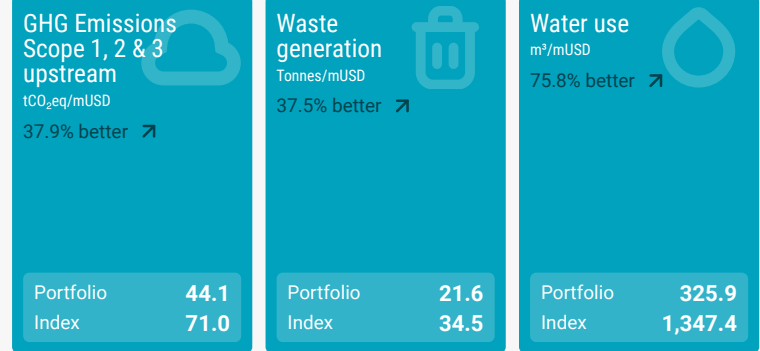 GHG Emissions
Scope 1, 2 & 3
upstream
tCO₂eq/mUSD
37.9% better
Portfolio 44.1
Index 71.0
Waste
generation
Tonnes/mUSD
37.5% better
Portfolio 21.6
Index 34.5
Water use
m³/mUSD
75.8% better
Portfolio 325.9
Index 1,347.4